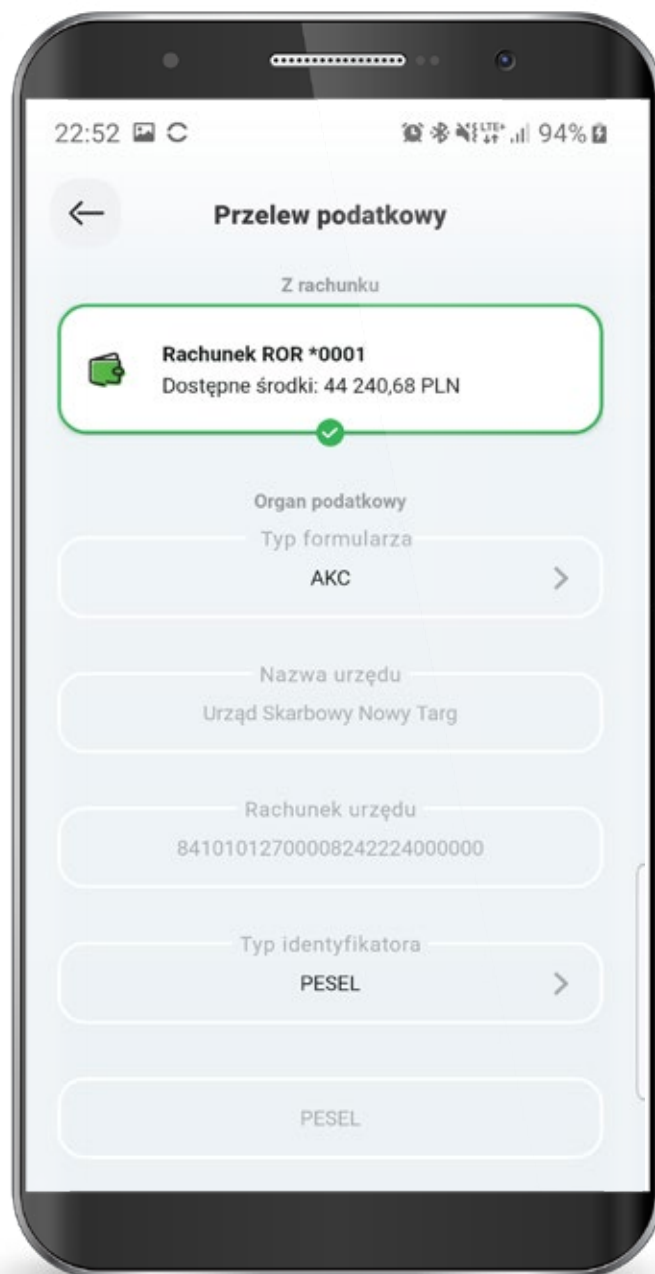 22:52
LTE+
94%
Przelew podatkowy
Z rachunku
Rachunek ROR *0001
Dostępne środki: 44 240,68 PLN
Organ podatkowy
Typ formularza
AKC
Nazwa urzędu
Urząd Skarbowy Nowy Targ
Rachunek urzędu
84101012700008242224000000
Typ identyfikatora
PESEL
PESEL